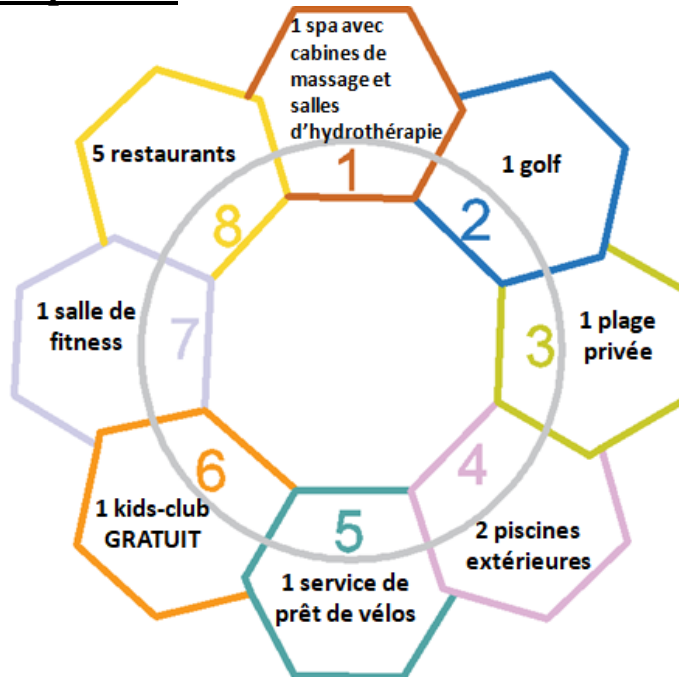 1 spa avec
cabines de
massage et
salles
d'hydrothérapie
1
1 golf
2
1 plage
privée
3
2 piscines
extérieures
4
1 service de
prêt de vélos
5
1 kids-club
GRATUIT
6
1 salle de
fitness
7
5 restaurants
8